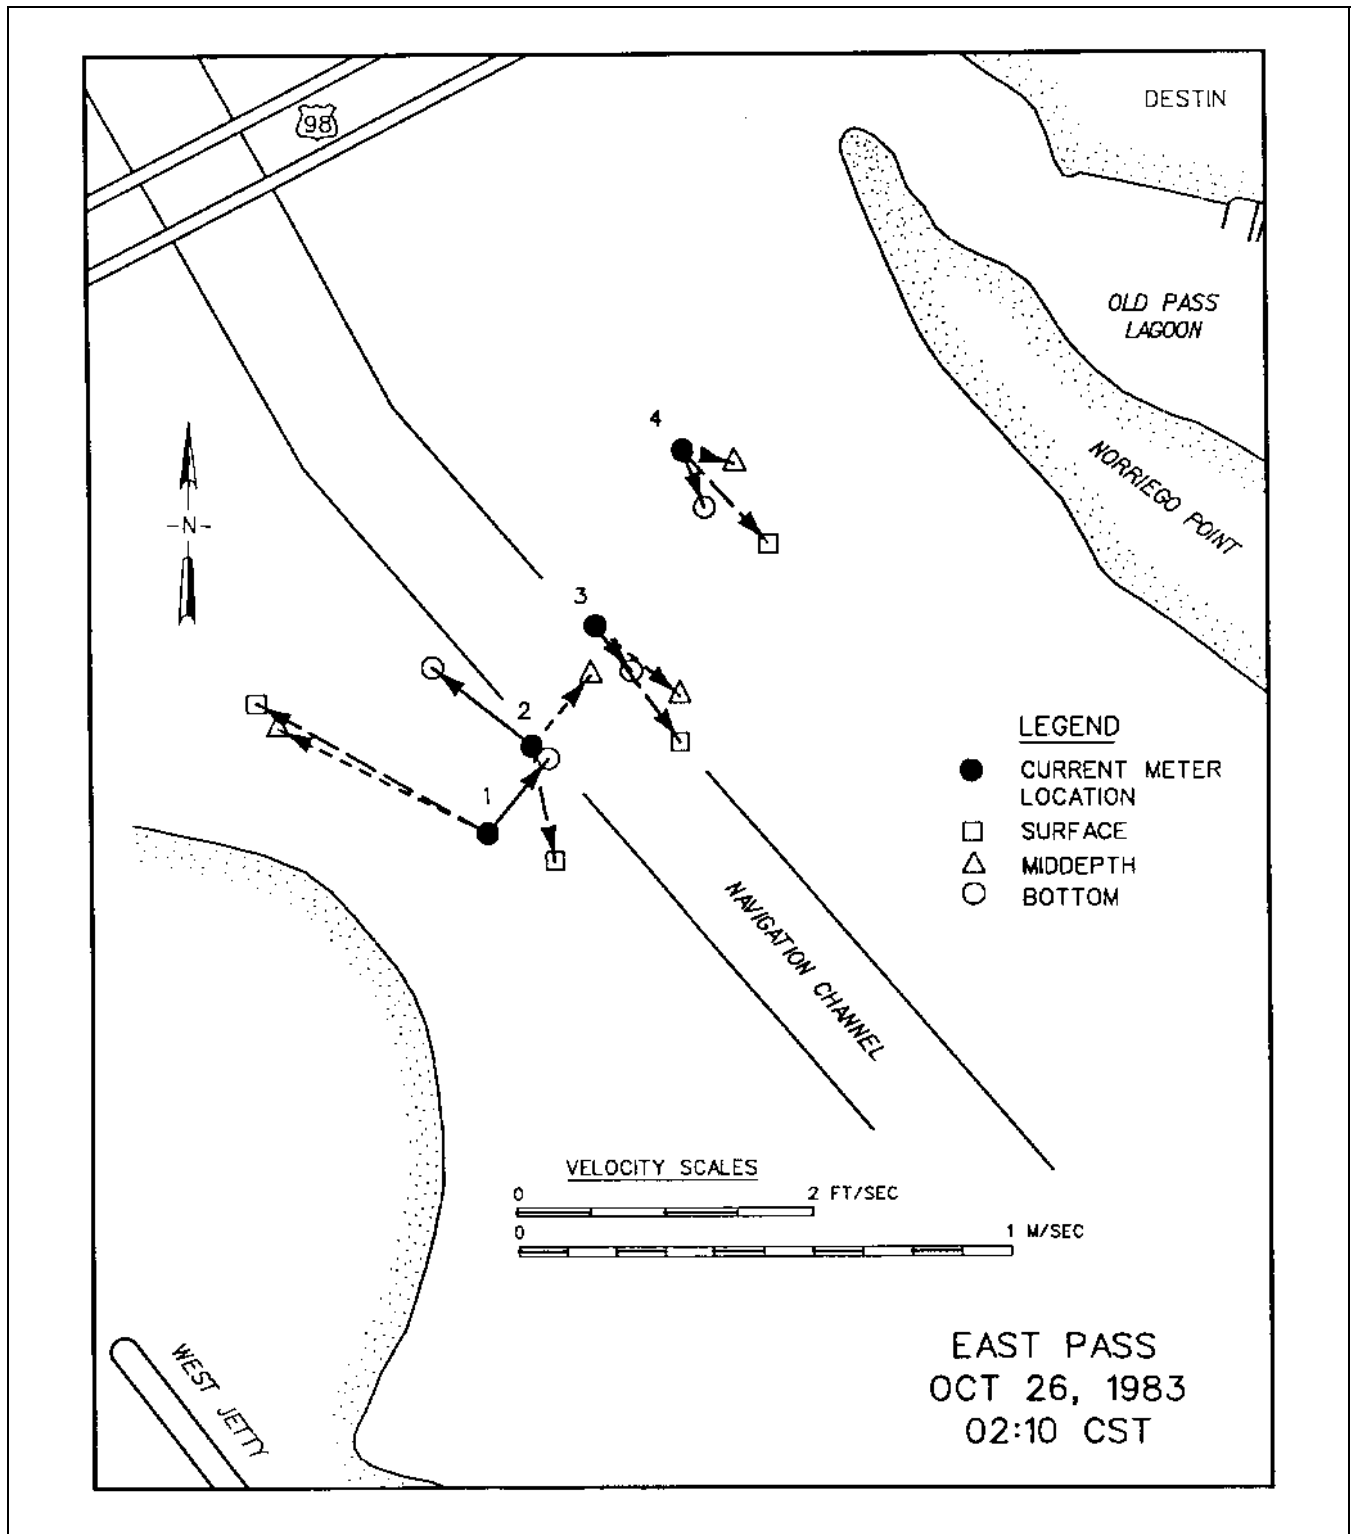 98
DESTIN
OLD PASS
LAGOON
4
NORRIEGO POINT
-N-
3
2
1
LEGEND
CURRENT METER
LOCATION
SURFACE
MIDDEPTH
BOTTOM
NAVIGATION CHANNEL
VELOCITY SCALES
0 2 FT/SEC
0 1 M/SEC
WEST JETTY
EAST PASS
OCT 26, 1983
02:10 CST